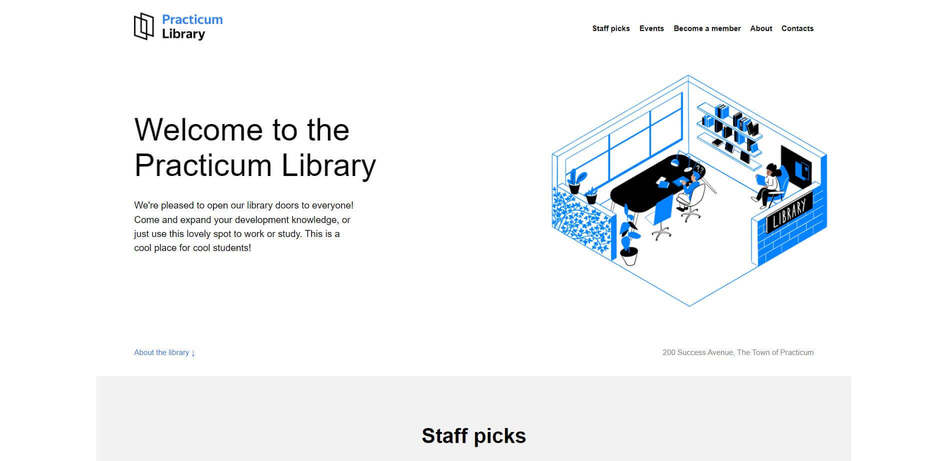 Practicum
Library
Staff picks Events Become a member About Contacts
Welcome to the
Practicum Library
We're pleased to open our library doors to everyone!
Come and expand your development knowledge, or
just use this lovely spot to work or study. This is a
cool place for cool students!
LIBRARY
About the library ↓
200 Success Avenue, The Town of Practicum
Staff picks